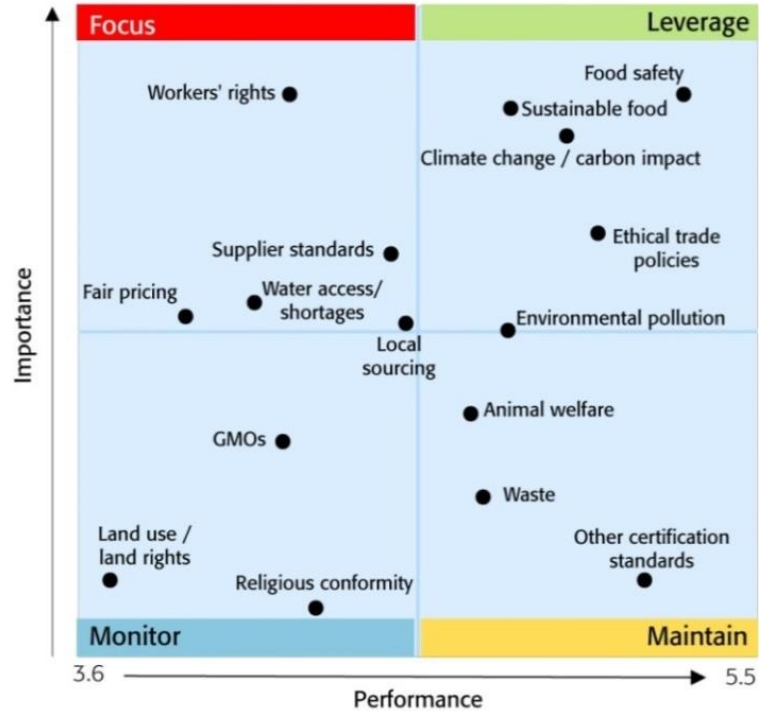 Focus
Leverage
Food safety
Workers' rights
Sustainable food
Climate change / carbon impact
Ethical trade
policies
Supplier standards
Fair pricing
Water access/
shortages
Environmental pollution
Local
sourcing
Animal welfare
GMOs
Waste
Land use /
land rights
Other certification
standards
Religious conformity
Monitor
Maintain
Importance
3.6
5.5
Performance